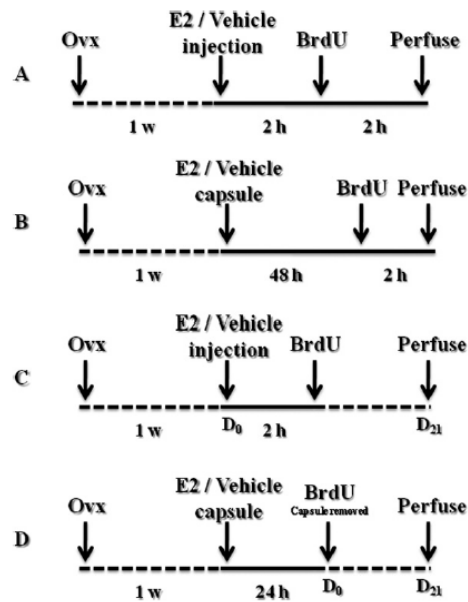 E2 / Vehicle
Ovx injection BrdU Perfuse
A
1 w 2 h 2 h
E2 / Vehicle
Ovx capsule BrdU Perfuse
B
1 w 48 h 2 h
E2 / Vehicle
Ovx injection BrdU Perfuse
C
1 w D0 2 h D21
E2 / Vehicle BrdU
Ovx capsule Capsule removed Perfuse
D
1 w 24 h D0 D21